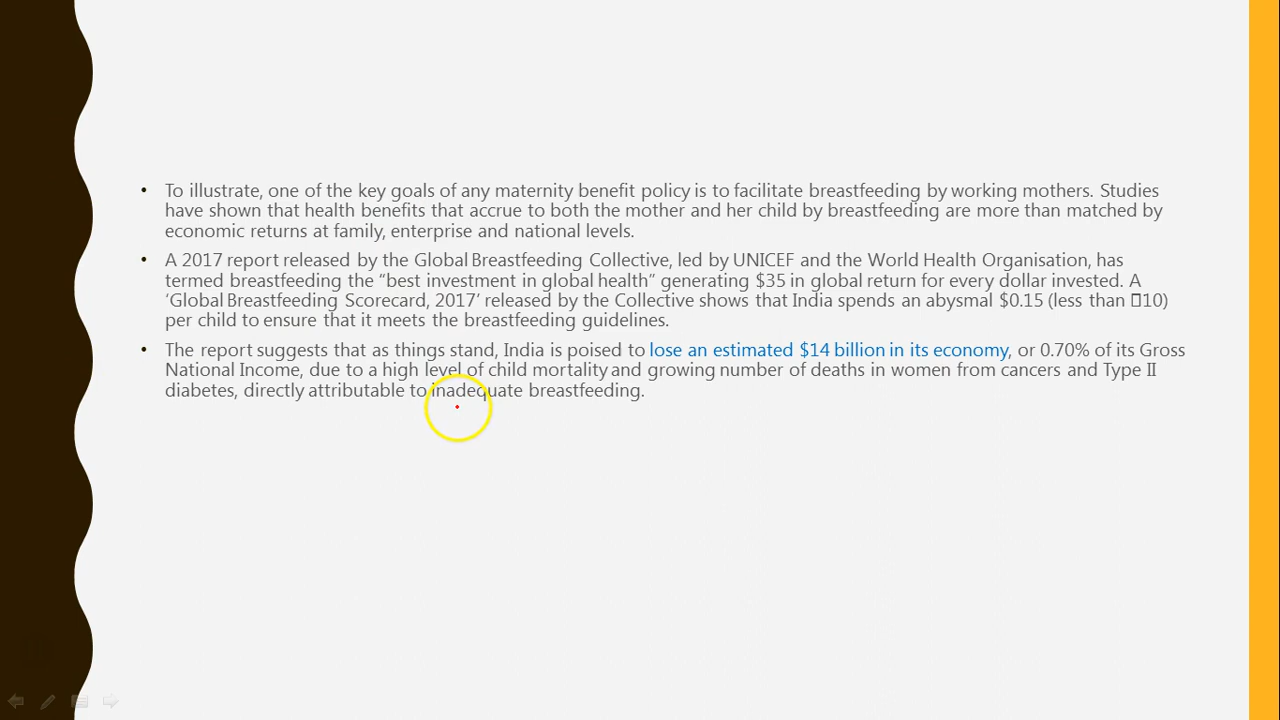 • To illustrate, one of the key goals of any maternity benefit policy is to facilitate breastfeeding by working mothers. Studies
have shown that health benefits that accrue to both the mother and her child by breastfeeding are more than matched by
economic returns at family, enterprise and national levels.
• A 2017 report released by the Global Breastfeeding Collective, led by UNICEF and the World Health Organisation, has
termed breastfeeding the “best investment in global health” generating $35 in global return for every dollar invested. A
‘Global Breastfeeding Scorecard, 2017’ released by the Collective shows that India spends an abysmal $0.15 (less than □10)
per child to ensure that it meets the breastfeeding guidelines.
• The report suggests that as things stand, India is poised to lose an estimated $14 billion in its economy, or 0.70% of its Gross
National Income, due to a high level of child mortality and growing number of deaths in women from cancers and Type II
diabetes, directly attributable to inadequate breastfeeding.